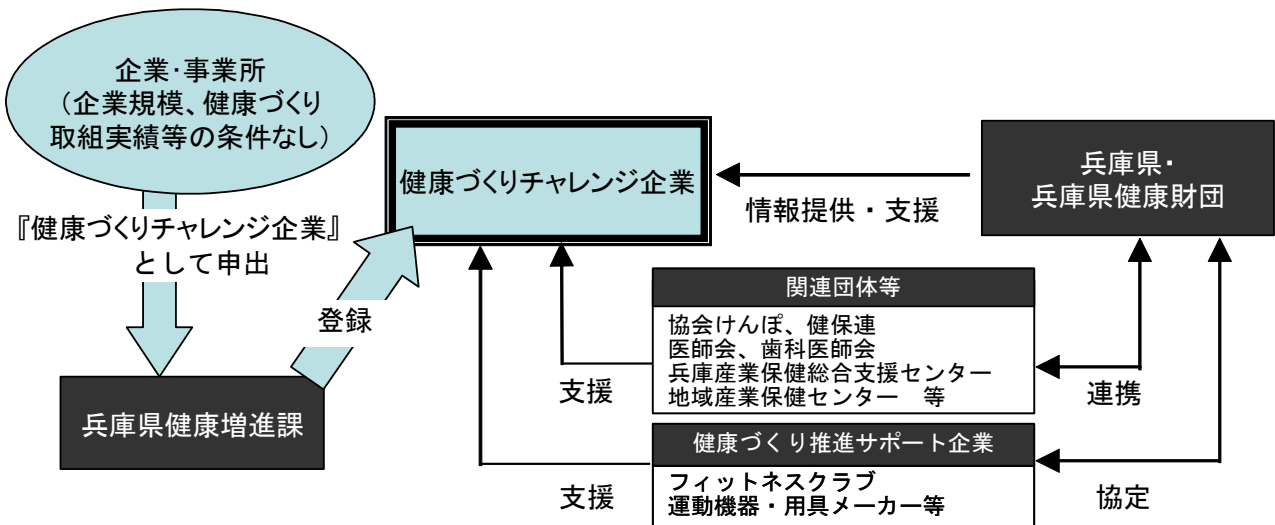 企業・事業所
（企業規模、健康づくり
取組実績等の条件なし）
『健康づくりチャレンジ企業』
として申出
兵庫県健康増進課
登録
健康づくりチャレンジ企業
情報提供・支援
兵庫県・
兵庫県健康財団
関連団体等
協会けんぽ、健保連
医師会、歯科医師会
兵庫産業保健総合支援センター
地域産業保健センター　等
支援
連携
健康づくり推進サポート企業
フィットネスクラブ
運動機器・用具メーカー等
支援
協定